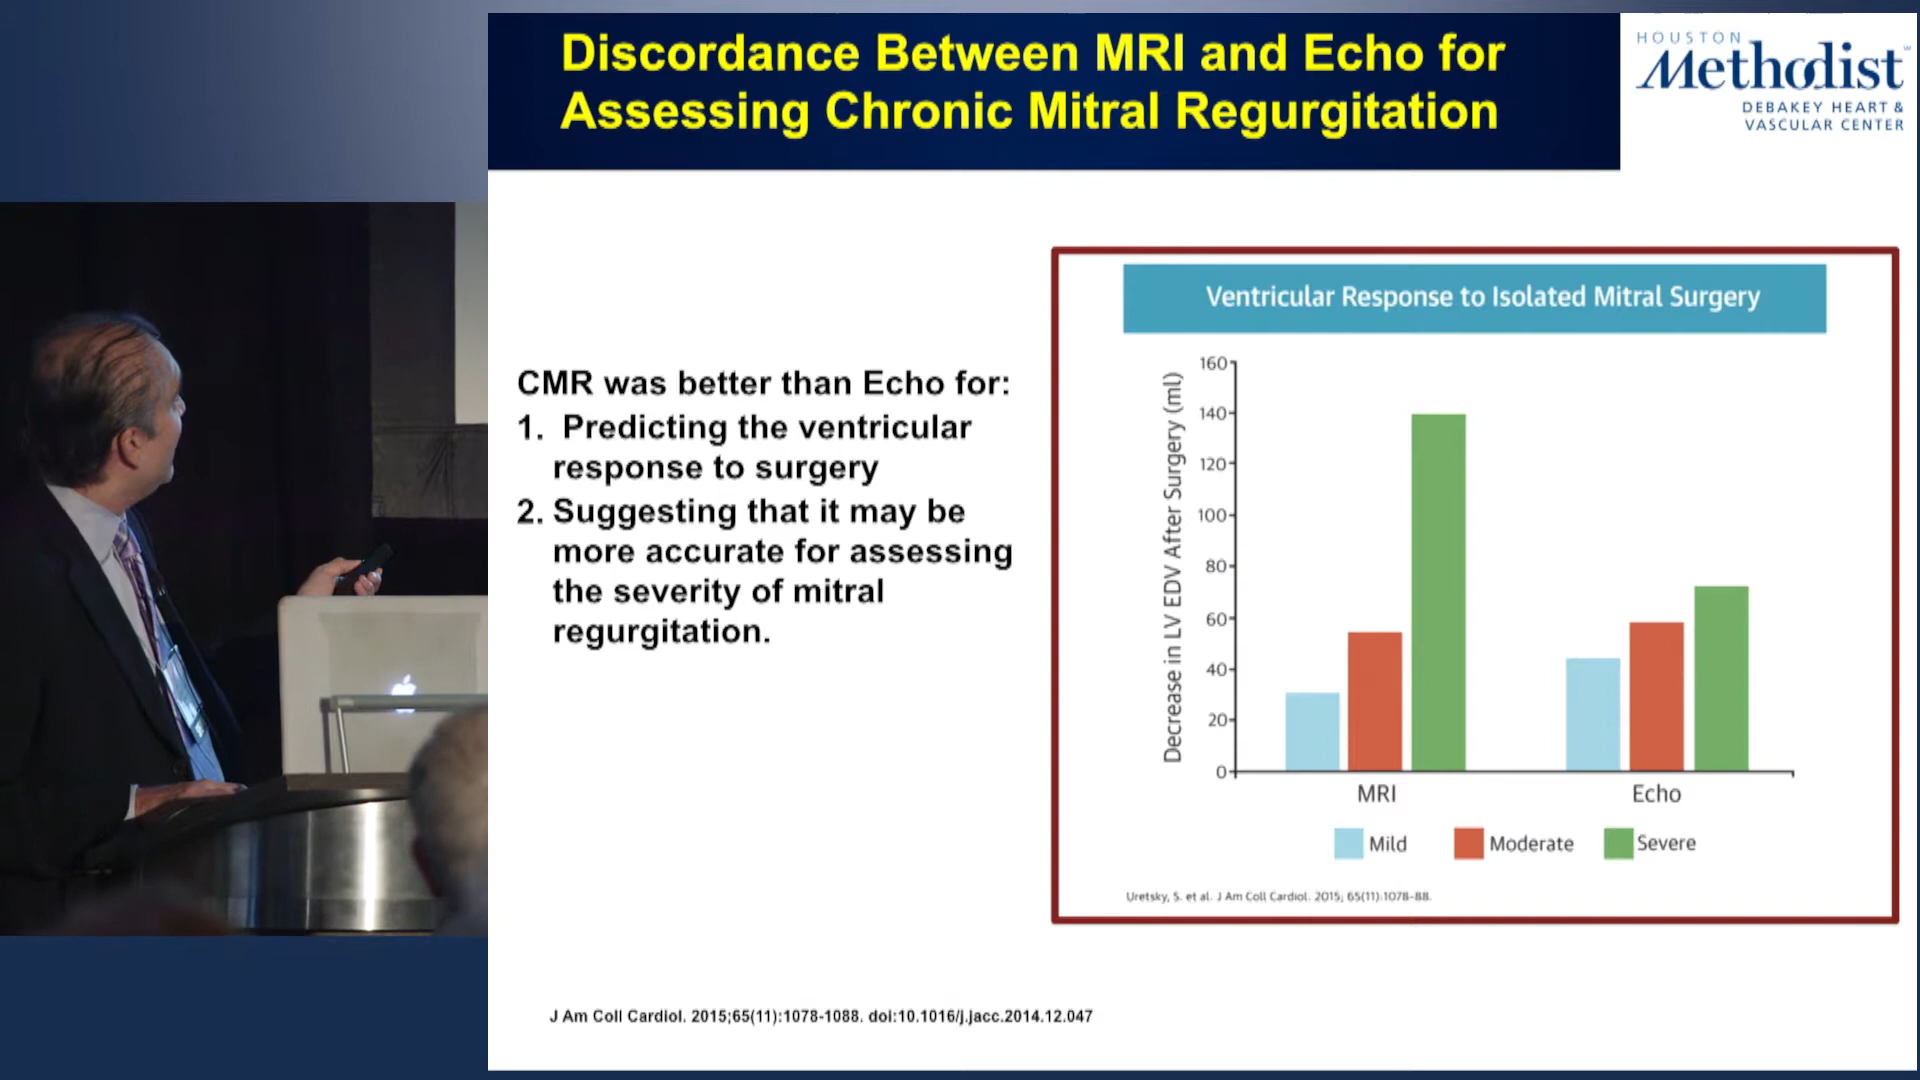 Discordance Between MRI and Echo for
Assessing Chronic Mitral Regurgitation
HOUSTON
Methodist
DEBAKEY HEART &
VASCULAR CENTER
CMR was better than Echo for:
1. Predicting the ventricular
response to surgery
2. Suggesting that it may be
more accurate for assessing
the severity of mitral
regurgitation.
Ventricular Response to Isolated Mitral Surgery
Decrease in LV EDV After Surgery (ml)
160
140
120
100
80
60
40
20
0
MRI
Echo
Mild
Moderate
Severe
Uretsky, S. et al. J Am Coll Cardiol. 2015; 65(11):1078-88.
J Am Coll Cardiol. 2015;65(11):1078-1088. doi:10.1016/j.jacc.2014.12.047